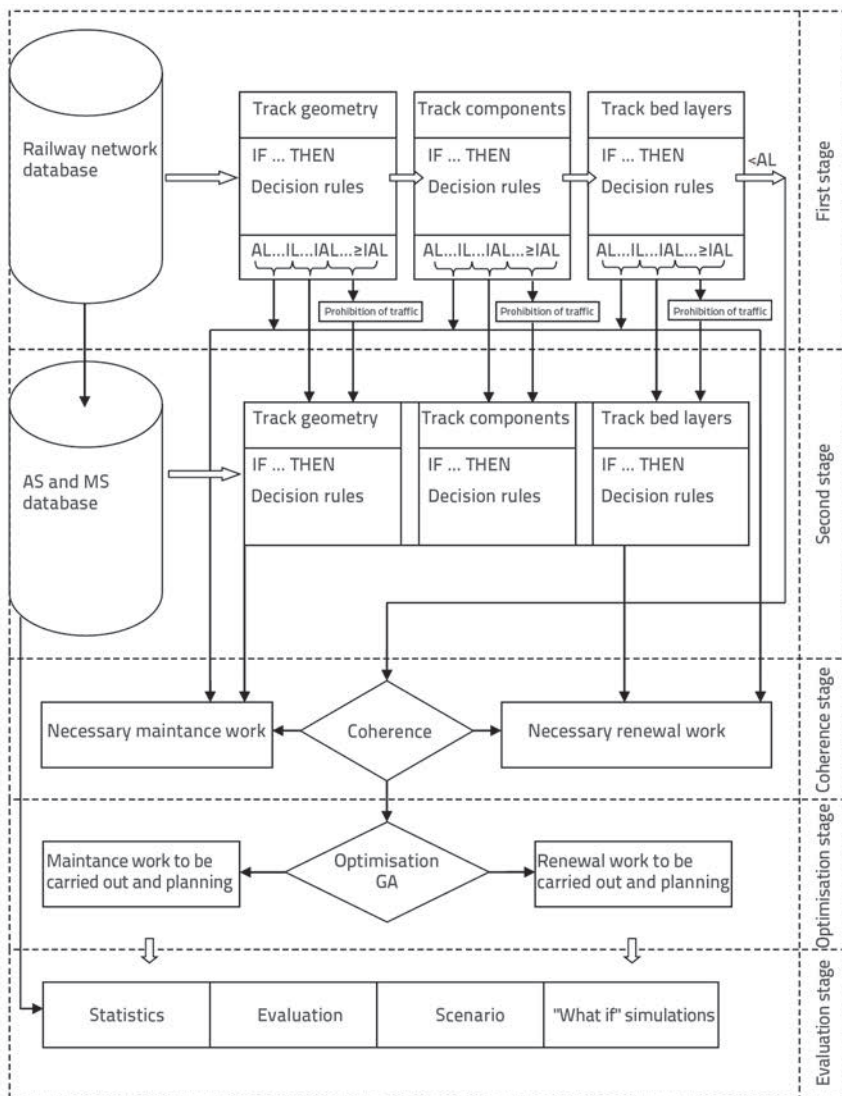 Railway network
database
Track geometry
IF ... THEN
Decision rules
AL...IL...IAL...≥IAL
Track components
IF ... THEN
Decision rules
AL...IL...IAL...≥IAL
Track bed layers
IF ... THEN
Decision rules
AL...IL...IAL...≥IAL
<AL
First stage
Prohibition of traffic
Prohibition of traffic
Prohibition of traffic
AS and MS
database
Track geometry
IF ... THEN
Decision rules
Track components
IF ... THEN
Decision rules
Track bed layers
IF ... THEN
Decision rules
Second stage
Necessary maintance work
Coherence
Necessary renewal work
Coherence stage
Maintance work to be
carried out and planning
Optimisation
GA
Renewal work to be
carried out and planning
Optimisation stage
Statistics
Evaluation
Scenario
"What if" simulations
Evaluation stage